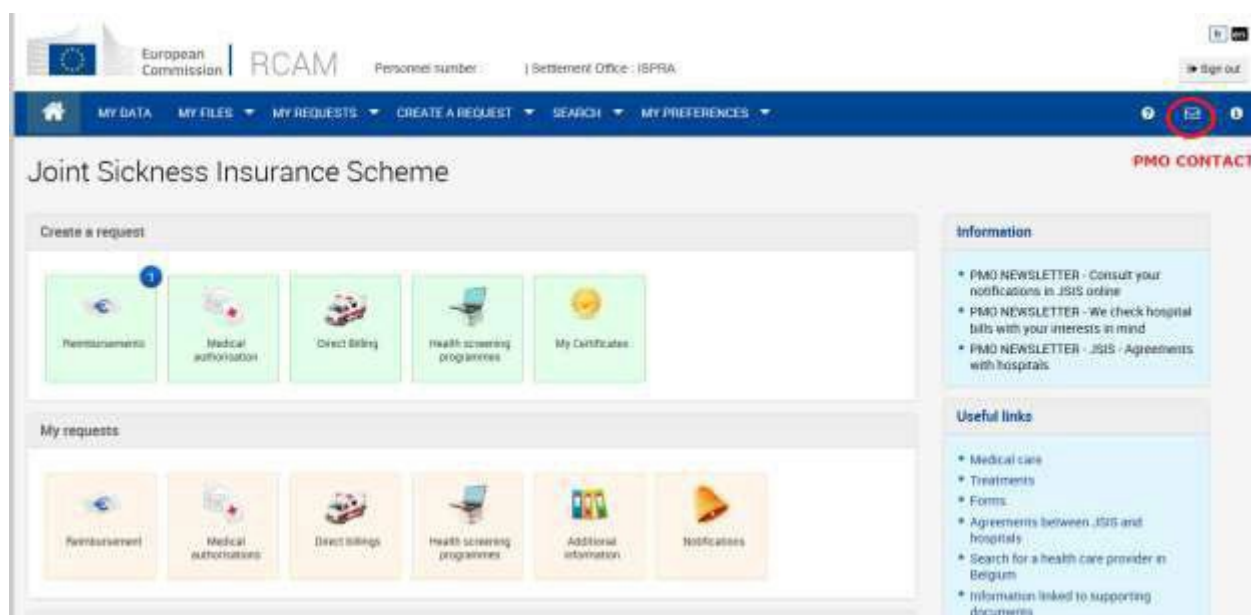 European
Commission
RCAM
Personnel number : | Settlement Office : ISPRA
fr en
Sign out
MY DATA MY FILES MY REQUESTS CREATE A REQUEST SEARCH MY PREFERENCES
PMO CONTACT
Joint Sickness Insurance Scheme
Create a request
1
Reimbursements
Medical
authorisation
Direct Billing
Health screening
programmes
My Certificates
My requests
Reimbursement
Medical
authorisations
Direct billings
Health screening
programmes
Additional
information
Notifications
Information
PMO NEWSLETTER - Consult your
notifications in JSIS online
PMO NEWSLETTER - We check hospital
bills with your interests in mind
PMO NEWSLETTER - JSIS - Agreements
with hospitals
Useful links
Medical care
Treatments
Forms
Agreements between JSIS and
hospitals
Search for a health care provider in
Belgium
Information linked to supporting
documents